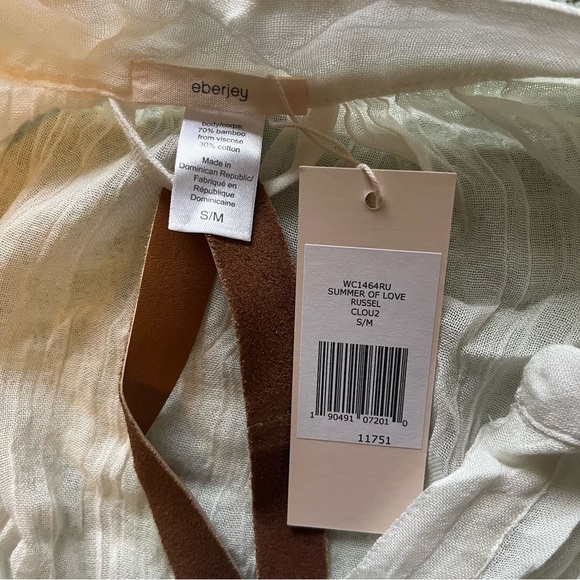 eberjey
body/corps:
70% bamboo
from viscose
30% cotton
Made in
Dominican Republic/
Fabriqué en
République
Dominicaine
S/M
WC1464RU
SUMMER OF LOVE
RUSSEL
CLOU2
S/M
1 90491 07201 0
11751